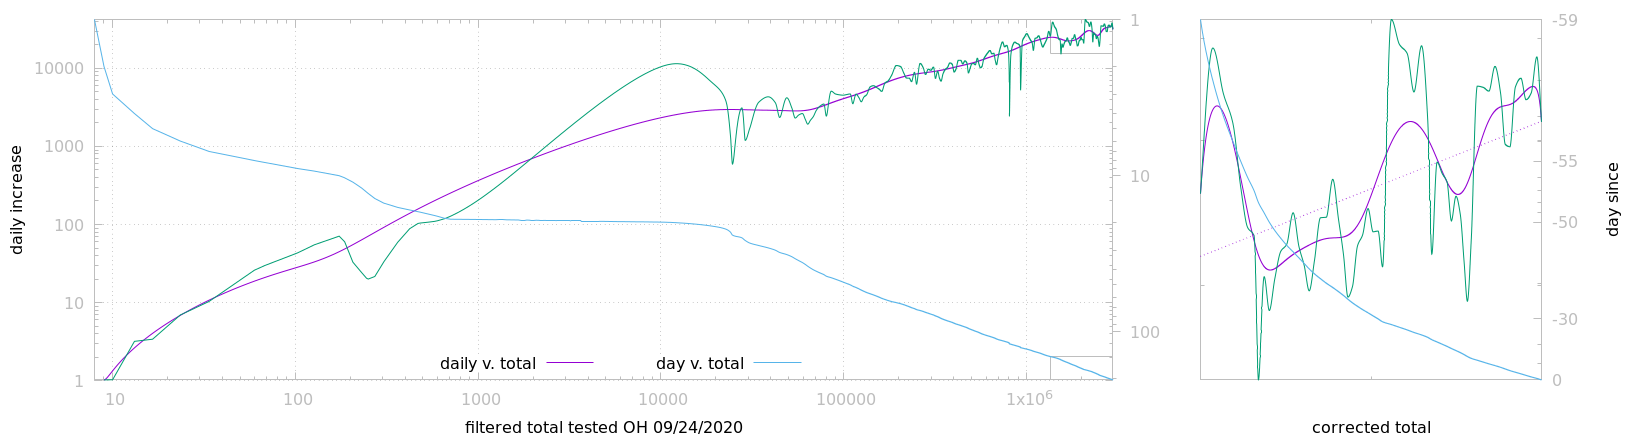 daily increase
10000
1000
100
10
1
10
100
1000
10000
100000
1x10⁶
1
10
100
daily v. total
day v. total
filtered total tested OH 09/24/2020
-59
-55
-50
-30
0
day since
corrected total